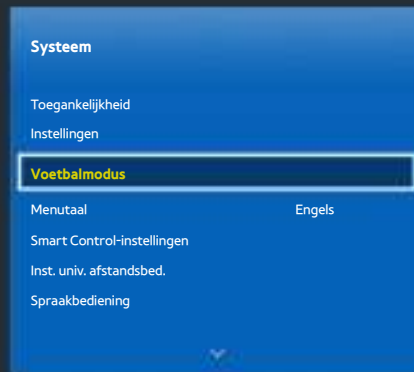 Systeem
Toegankelijkheid
Instellingen
Voetbalmodus
Menutaal Engels
Smart Control-instellingen
Inst. univ. afstandsbed.
Spraakbediening